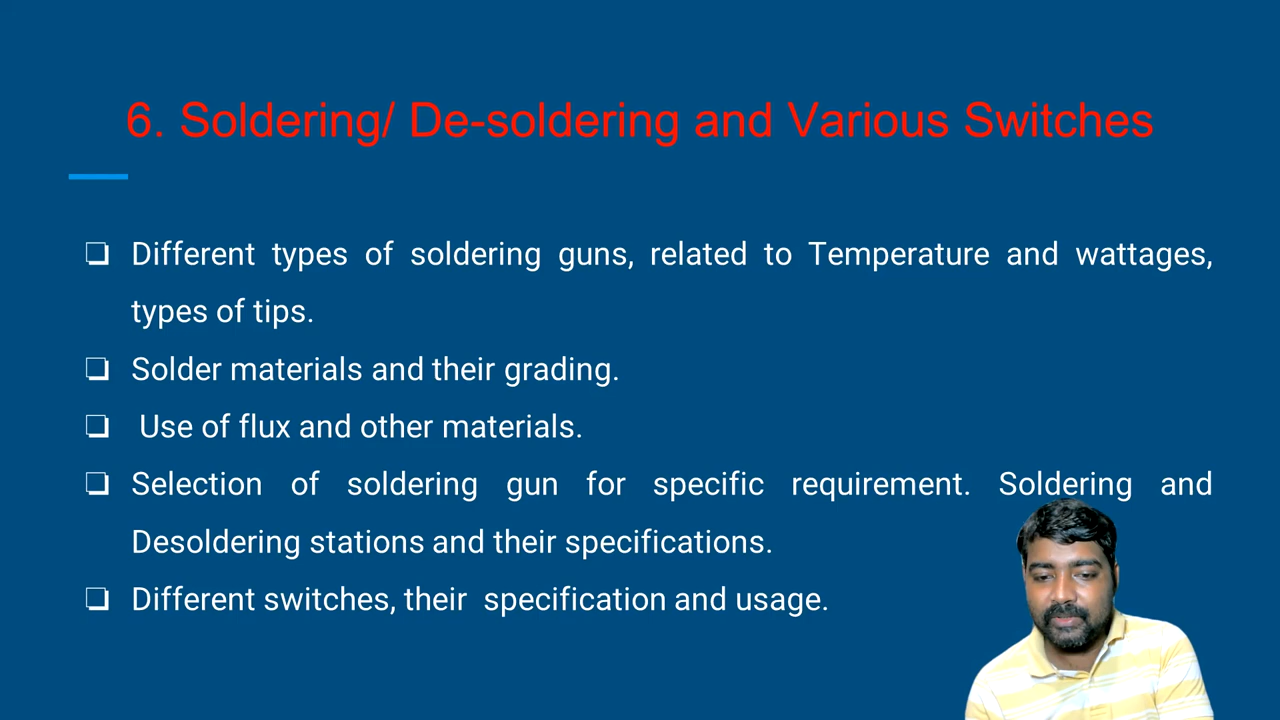 6. Soldering/ De-soldering and Various Switches
❏ Different types of soldering guns, related to Temperature and wattages,
types of tips.
❏ Solder materials and their grading.
❏ Use of flux and other materials.
❏ Selection of soldering gun for specific requirement. Soldering and
Desoldering stations and their specifications.
❏ Different switches, their specification and usage.